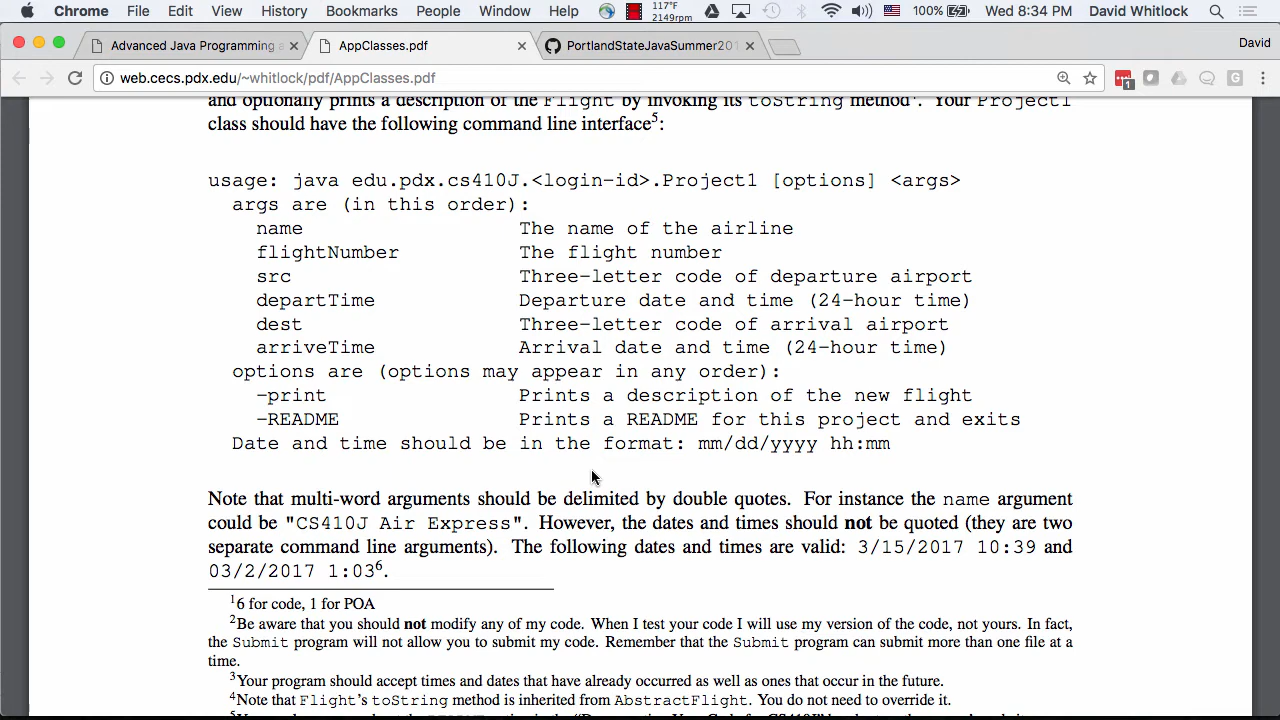 Chrome File Edit View History Bookmarks People Window Help 117°F 2149rpm 100% Wed 8:34 PM David Whitlock
Advanced Java Programming a AppClasses.pdf PortlandStateJavaSummer201 David
web.cecs.pdx.edu/~whitlock/pdf/AppClasses.pdf 1
and optionally prints a description of the Flight by invoking its toString method4. Your Project1
class should have the following command line interface5:
usage: java edu.pdx.cs410J.<login-id>.Project1 [options] <args>
args are (in this order):
name The name of the airline
flightNumber The flight number
src Three-letter code of departure airport
departTime Departure date and time (24-hour time)
dest Three-letter code of arrival airport
arriveTime Arrival date and time (24-hour time)
options are (options may appear in any order):
-print Prints a description of the new flight
-README Prints a README for this project and exits
Date and time should be in the format: mm/dd/yyyy hh:mm
Note that multi-word arguments should be delimited by double quotes. For instance the name argument
could be "CS410J Air Express". However, the dates and times should not be quoted (they are two
separate command line arguments). The following dates and times are valid: 3/15/2017 10:39 and
03/2/2017 1:036.
16 for code, 1 for POA
2Be aware that you should not modify any of my code. When I test your code I will use my version of the code, not yours. In fact,
the Submit program will not allow you to submit my code. Remember that the Submit program can submit more than one file at a
time.
3Your program should accept times and dates that have already occurred as well as ones that occur in the future.
4Note that Flight's toString method is inherited from AbstractFlight. You do not need to override it.